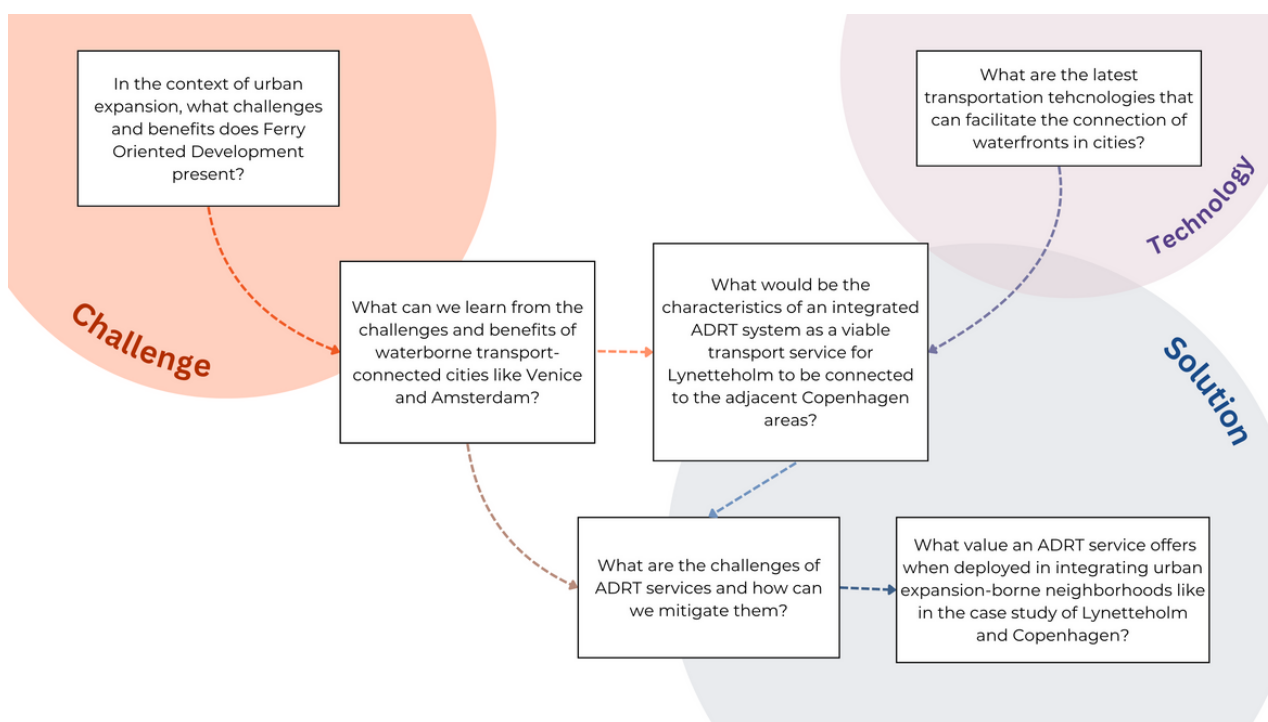 In the context of urban
expansion, what challenges
and benefits does Ferry
Oriented Development
present?
What are the latest
transportation tehcnologies that
can facilitate the connection of
waterfronts in cities?
Technology
Challenge
What can we learn from the
challenges and benefits of
waterborne transport-
connected cities like Venice
and Amsterdam?
What would be the
characteristics of an integrated
ADRT system as a viable
transport service for
Lynetteholm to be connected
to the adjacent Copenhagen
areas?
Solution
What are the challenges of
ADRT services and how can
we mitigate them?
What value an ADRT service offers
when deployed in integrating urban
expansion-borne neighborhoods like
in the case study of Lynetteholm
and Copenhagen?